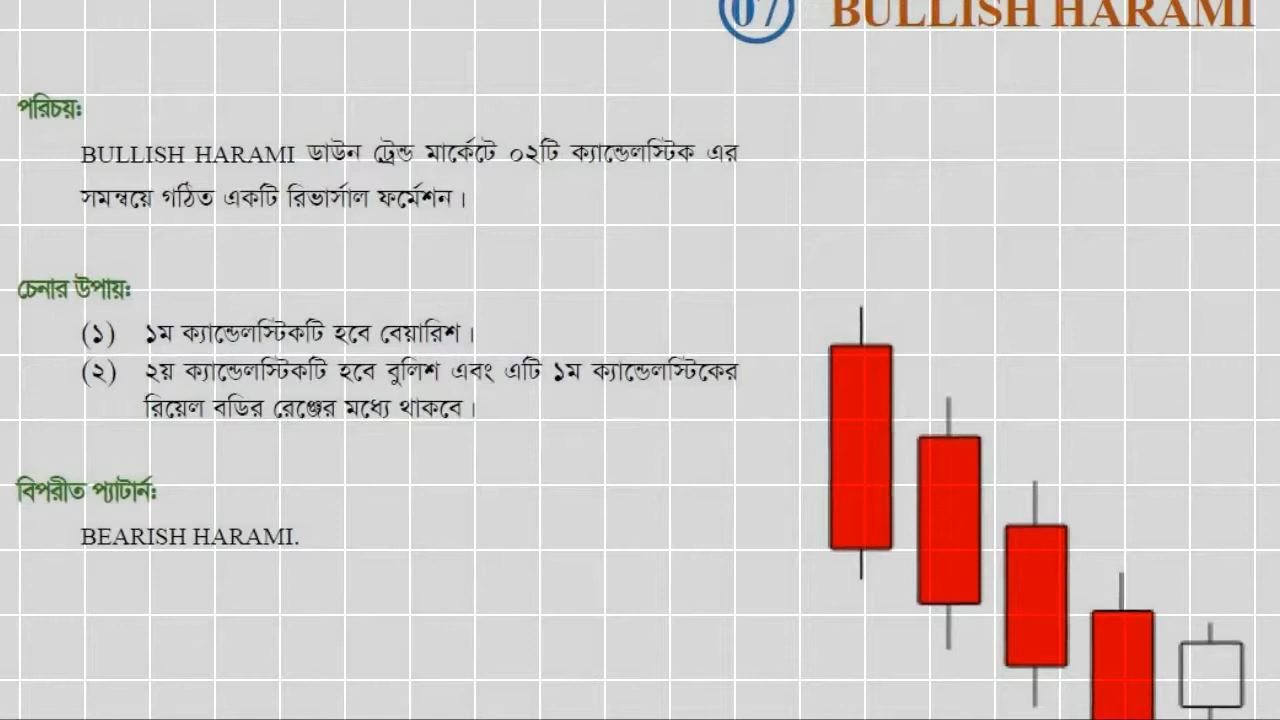 07 BULLISH HARAMI
পরিচয়:
BULLISH HARAMI ডাউন ট্রেন্ড মার্কেটে ০২টি ক্যান্ডেলস্টিক এর
সমন্বয়ে গঠিত একটি রিভার্সাল ফর্মেশন।
চেনার উপায়:
(১) ১ম ক্যান্ডেলস্টিকটি হবে বেয়ারিশ।
(২) ২য় ক্যান্ডেলস্টিকটি হবে বুলিশ এবং এটি ১ম ক্যান্ডেলস্টিকের
রিয়েল বডির রেঞ্জের মধ্যে থাকবে।
বিপরীত প্যাটার্ন:
BEARISH HARAMI.